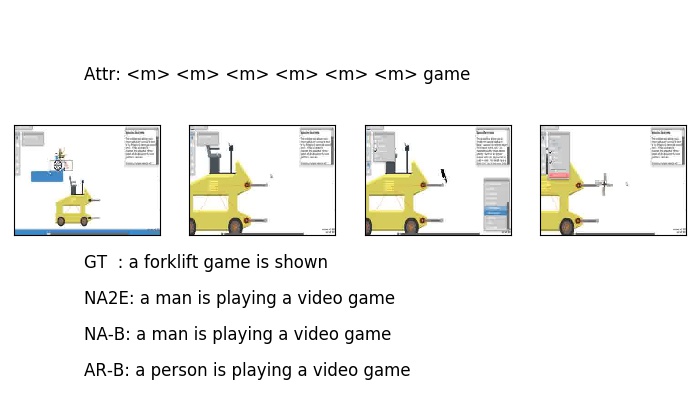 Attr: <m> <m> <m> <m> <m> <m> game
GT  : a forklift game is shown
NA2E: a man is playing a video game
NA-B: a man is playing a video game
AR-B: a person is playing a video game